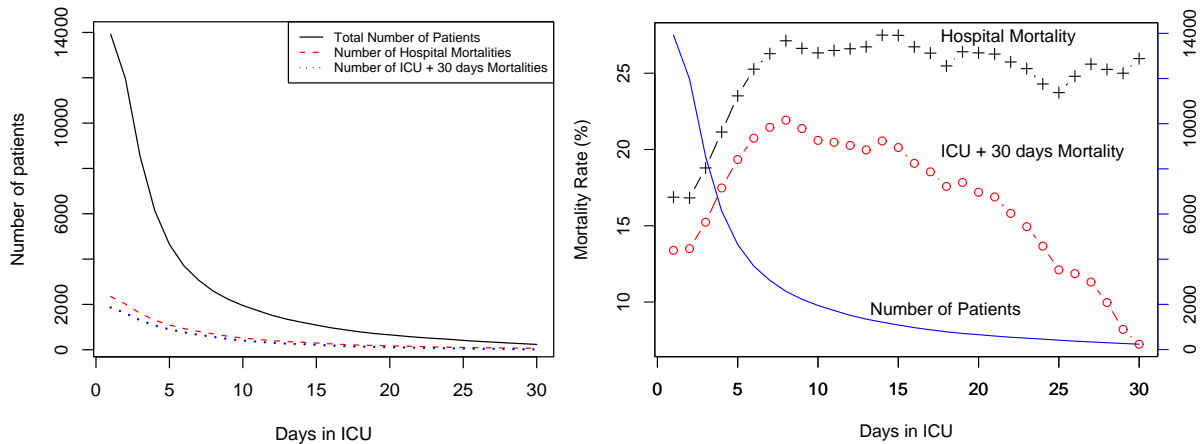 Number of patients
14000
10000
6000
2000
0
Total Number of Patients
Number of Hospital Mortalities
Number of ICU + 30 days Mortalities
0 5 10 15 20 25 30
Days in ICU
Mortality Rate (%)
25
20
15
10
Hospital Mortality
ICU + 30 days Mortality
Number of Patients
14000
10000
6000
2000
0
0 5 10 15 20 25 30
Days in ICU